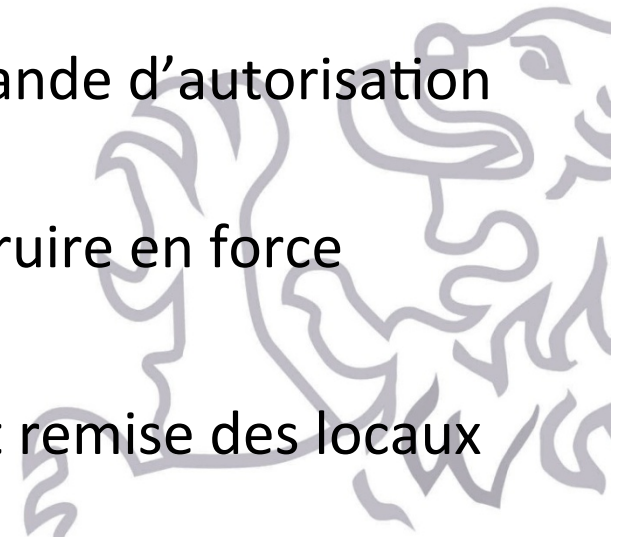 ande d'autorisation
ruire en force
t remise des locaux